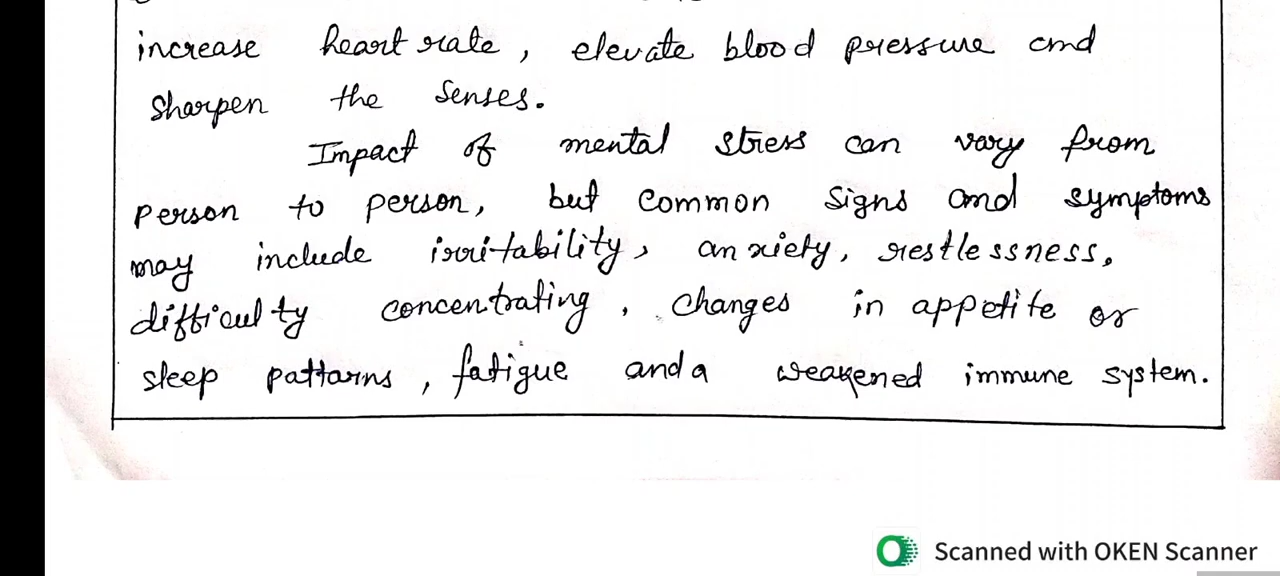 increase heart rate, elevate blood pressure and
sharpen the senses.
Impact of mental stress can vary from
person to person, but common signs and symptoms
may include irritability, anxiety, restlessness,
difficulty concentrating, changes in appetite or
sleep pattarns, fatigue and a weakened immune system.
Scanned with OKEN Scanner